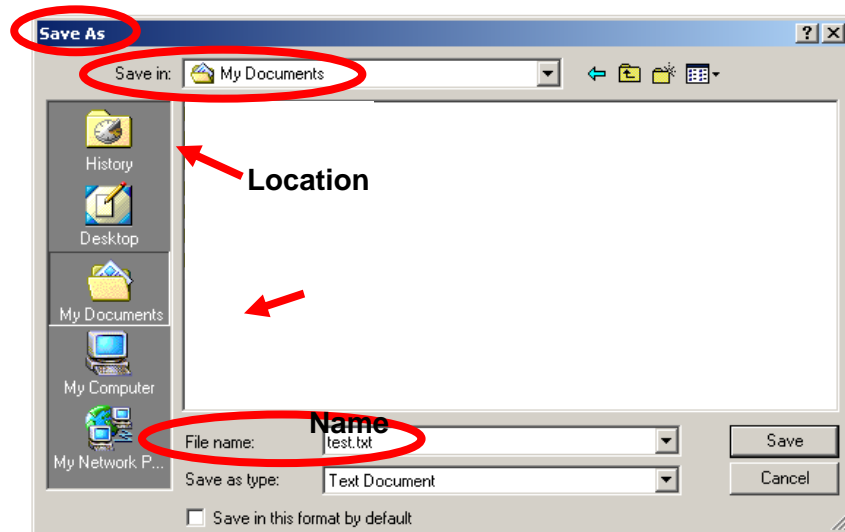 Save As
Save in: My Documents
History
Location
Desktop
My Documents
My Computer
Name
File name: test.txt Save
My Network P...
Save as type: Text Document Cancel
Save in this format by default